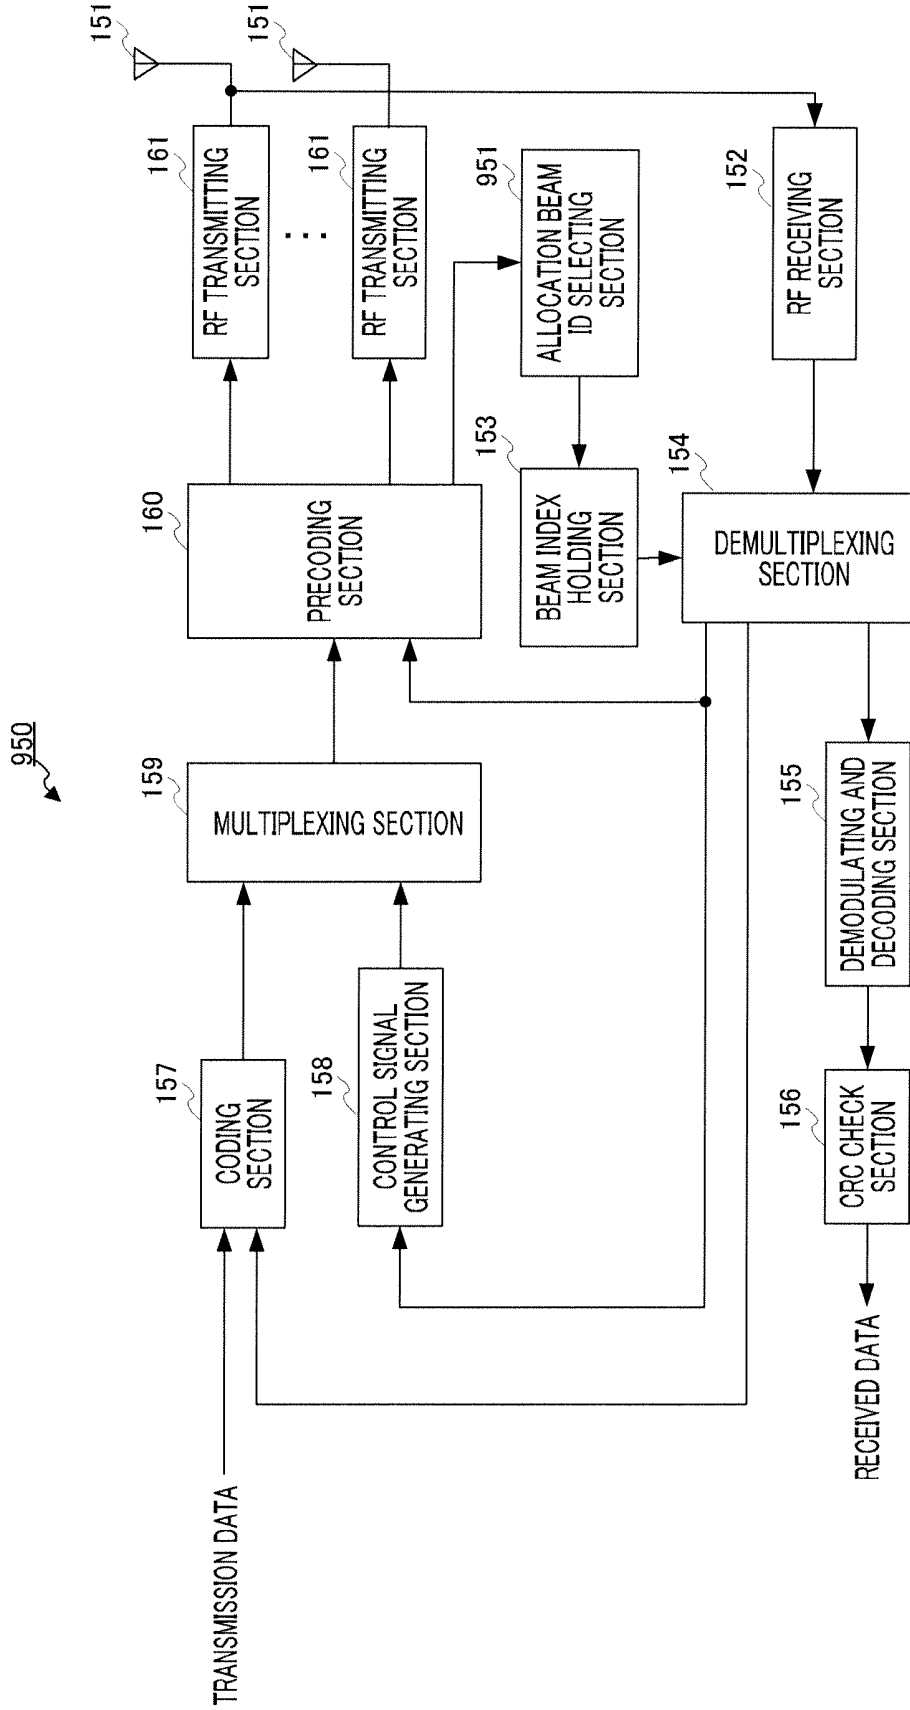 950
TRANSMISSION DATA
157
CODING
SECTION
158
CONTROL SIGNAL
GENERATING SECTION
159
MULTIPLEXING SECTION
160
PRECODING
SECTION
161
RF TRANSMITTING
SECTION
151
...
161
RF TRANSMITTING
SECTION
151
951
ALLOCATION BEAM
ID SELECTING
SECTION
153
BEAM INDEX
HOLDING
SECTION
152
RF RECEIVING
SECTION
154
DEMULTIPLEXING
SECTION
155
DEMODULATING AND
DECODING SECTION
156
CRC CHECK
SECTION
RECEIVED DATA